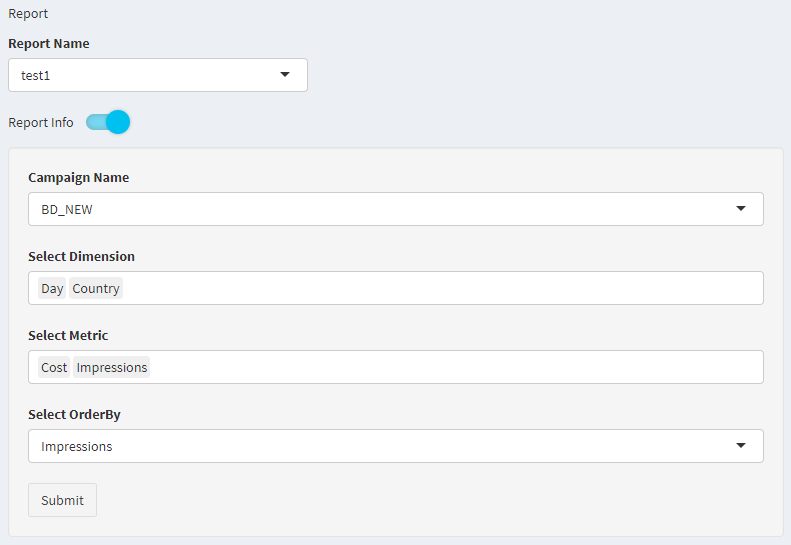 Report
Report Name
test1
Report Info
Campaign Name
BD_NEW
Select Dimension
Day Country
Select Metric
Cost Impressions
Select OrderBy
Impressions
Submit